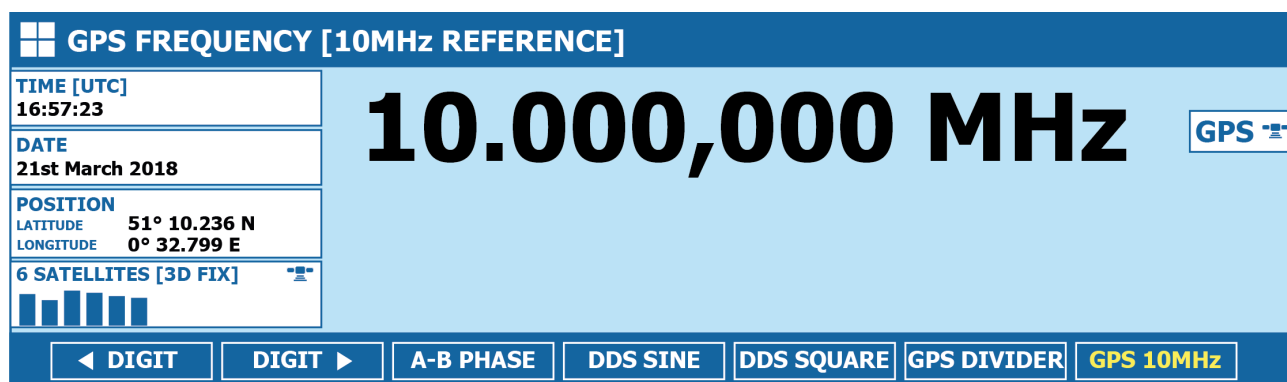 GPS FREQUENCY [10MHz REFERENCE]
TIME [UTC]
16:57:23
DATE
21st March 2018
POSITION
LATITUDE 51° 10.236 N
LONGITUDE 0° 32.799 E
6 SATELLITES [3D FIX]
10.000,000 MHz
GPS
◀ DIGIT DIGIT ▶ A-B PHASE DDS SINE DDS SQUARE GPS DIVIDER GPS 10MHz